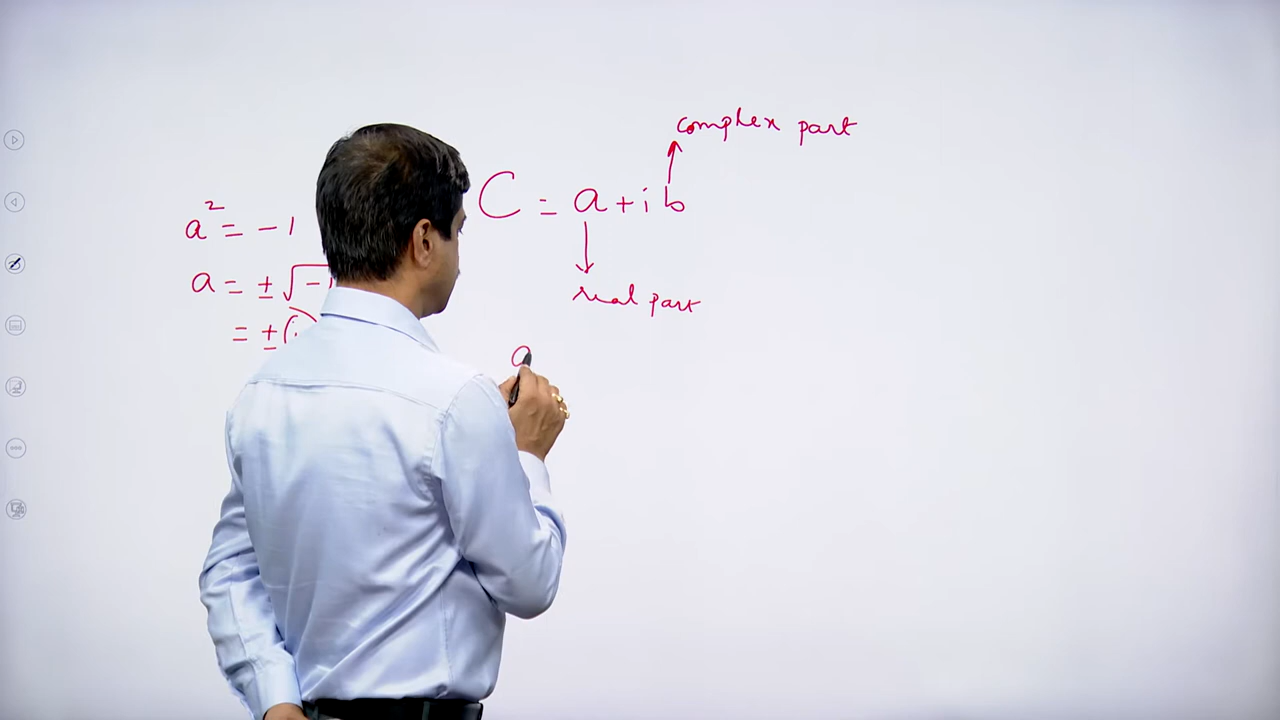 complex part
C = a + i b
real part
a² = -1
a = ± √-1
= ± (i
a